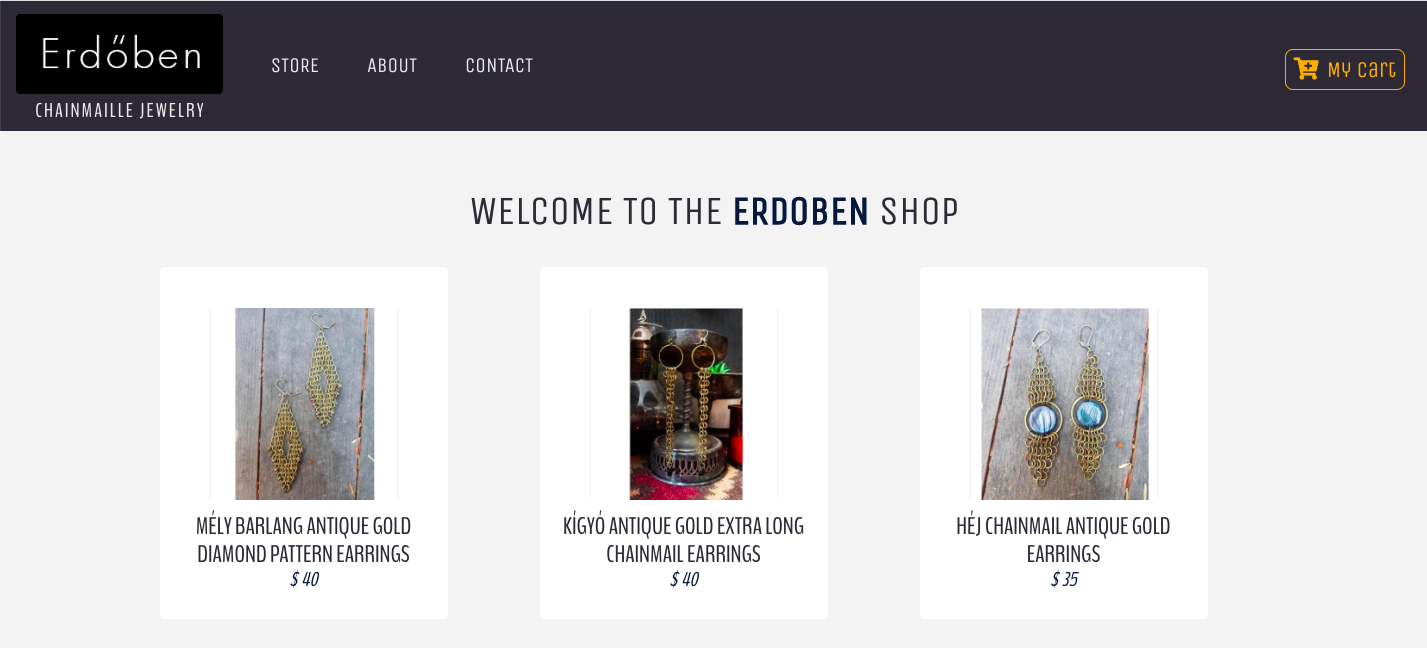 Erdőben
CHAINMAILLE JEWELRY
STORE ABOUT CONTACT
My Cart
WELCOME TO THE ERDOBEN SHOP
MÉLY BARLANG ANTIQUE GOLD
DIAMOND PATTERN EARRINGS
$ 40
KÍGYÓ ANTIQUE GOLD EXTRA LONG
CHAINMAIL EARRINGS
$ 40
HÉJ CHAINMAIL ANTIQUE GOLD
EARRINGS
$ 35